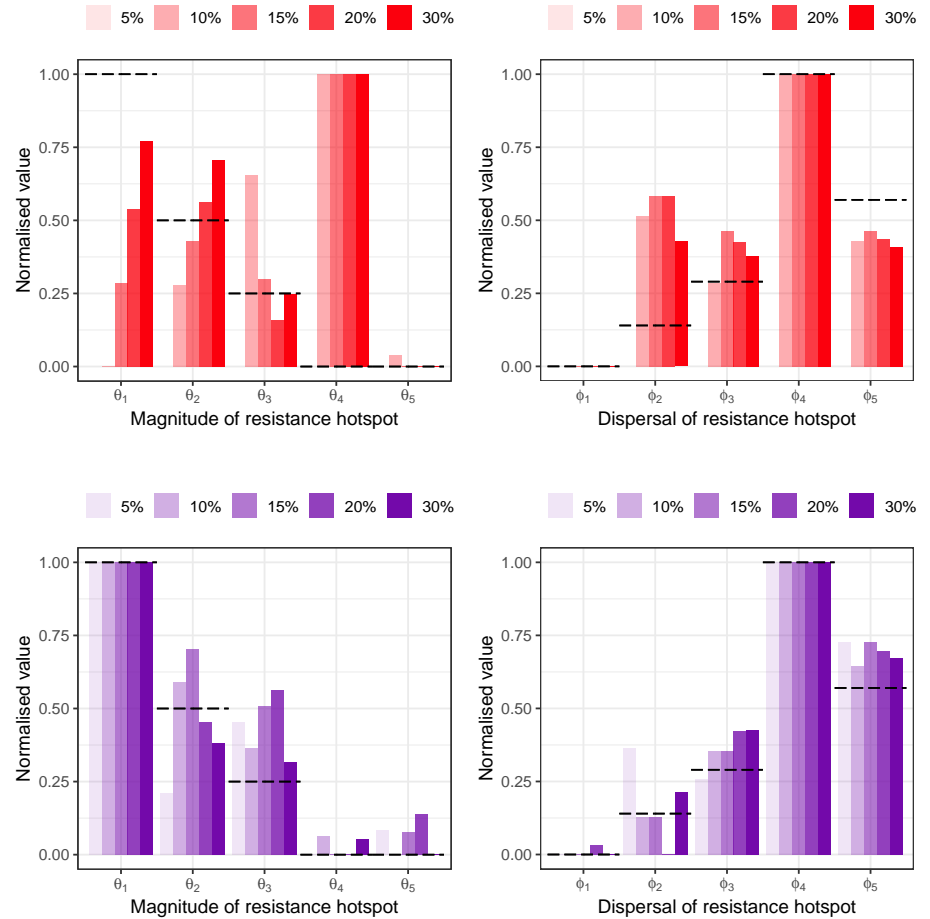 5% 10% 15% 20% 30%
5% 10% 15% 20% 30%
1.00
0.75
0.50
0.25
0.00
Normalised value
θ1 θ2 θ3 θ4 θ5
Magnitude of resistance hotspot
1.00
0.75
0.50
0.25
0.00
Normalised value
ϕ1 ϕ2 ϕ3 ϕ4 ϕ5
Dispersal of resistance hotspot
5% 10% 15% 20% 30%
5% 10% 15% 20% 30%
1.00
0.75
0.50
0.25
0.00
Normalised value
θ1 θ2 θ3 θ4 θ5
Magnitude of resistance hotspot
1.00
0.75
0.50
0.25
0.00
Normalised value
ϕ1 ϕ2 ϕ3 ϕ4 ϕ5
Dispersal of resistance hotspot